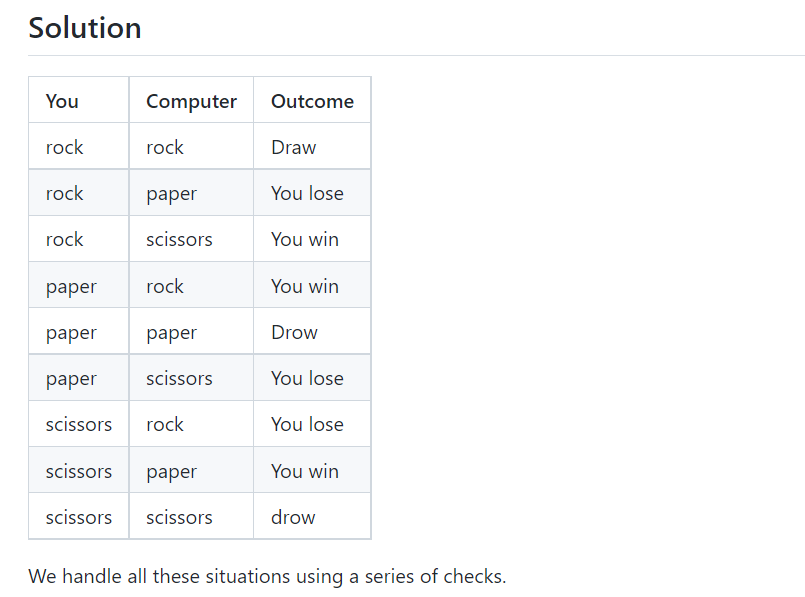 Solution
You Computer Outcome
rock rock Draw
rock paper You lose
rock scissors You win
paper rock You win
paper paper Drow
paper scissors You lose
scissors rock You lose
scissors paper You win
scissors scissors drow
We handle all these situations using a series of checks.